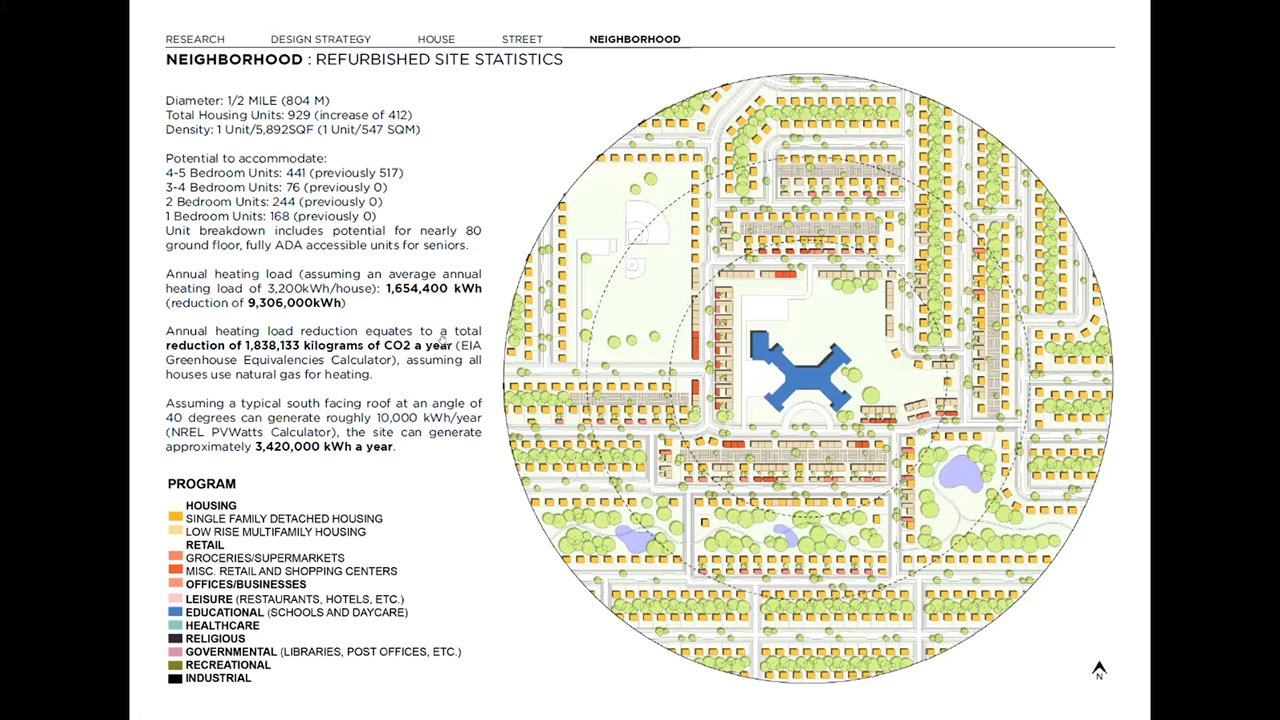 RESEARCH DESIGN STRATEGY HOUSE STREET NEIGHBORHOOD
NEIGHBORHOOD : REFURBISHED SITE STATISTICS
Diameter: 1/2 MILE (804 M)
Total Housing Units: 929 (increase of 412)
Density: 1 Unit/5,892SQF (1 Unit/547 SQM)
Potential to accommodate:
4-5 Bedroom Units: 441 (previously 517)
3-4 Bedroom Units: 76 (previously 0)
2 Bedroom Units: 244 (previously 0)
1 Bedroom Units: 168 (previously 0)
Unit breakdown includes potential for nearly 80
ground floor, fully ADA accessible units for seniors.
Annual heating load (assuming an average annual
heating load of 3,200kWh/house): 1,654,400 kWh
(reduction of 9,306,000kWh)
Annual heating load reduction equates to a total
reduction of 1,838,133 kilograms of CO2 a year (EIA
Greenhouse Equivalencies Calculator), assuming all
houses use natural gas for heating.
Assuming a typical south facing roof at an angle of
40 degrees can generate roughly 10,000 kWh/year
(NREL PVWatts Calculator), the site can generate
approximately 3,420,000 kWh a year.
PROGRAM
HOUSING
SINGLE FAMILY DETACHED HOUSING
LOW RISE MULTIFAMILY HOUSING
RETAIL
GROCERIES/SUPERMARKETS
MISC. RETAIL AND SHOPPING CENTERS
OFFICES/BUSINESSES
LEISURE (RESTAURANTS, HOTELS, ETC.)
EDUCATIONAL (SCHOOLS AND DAYCARE)
HEALTHCARE
RELIGIOUS
GOVERNMENTAL (LIBRARIES, POST OFFICES, ETC.)
RECREATIONAL
INDUSTRIAL
N